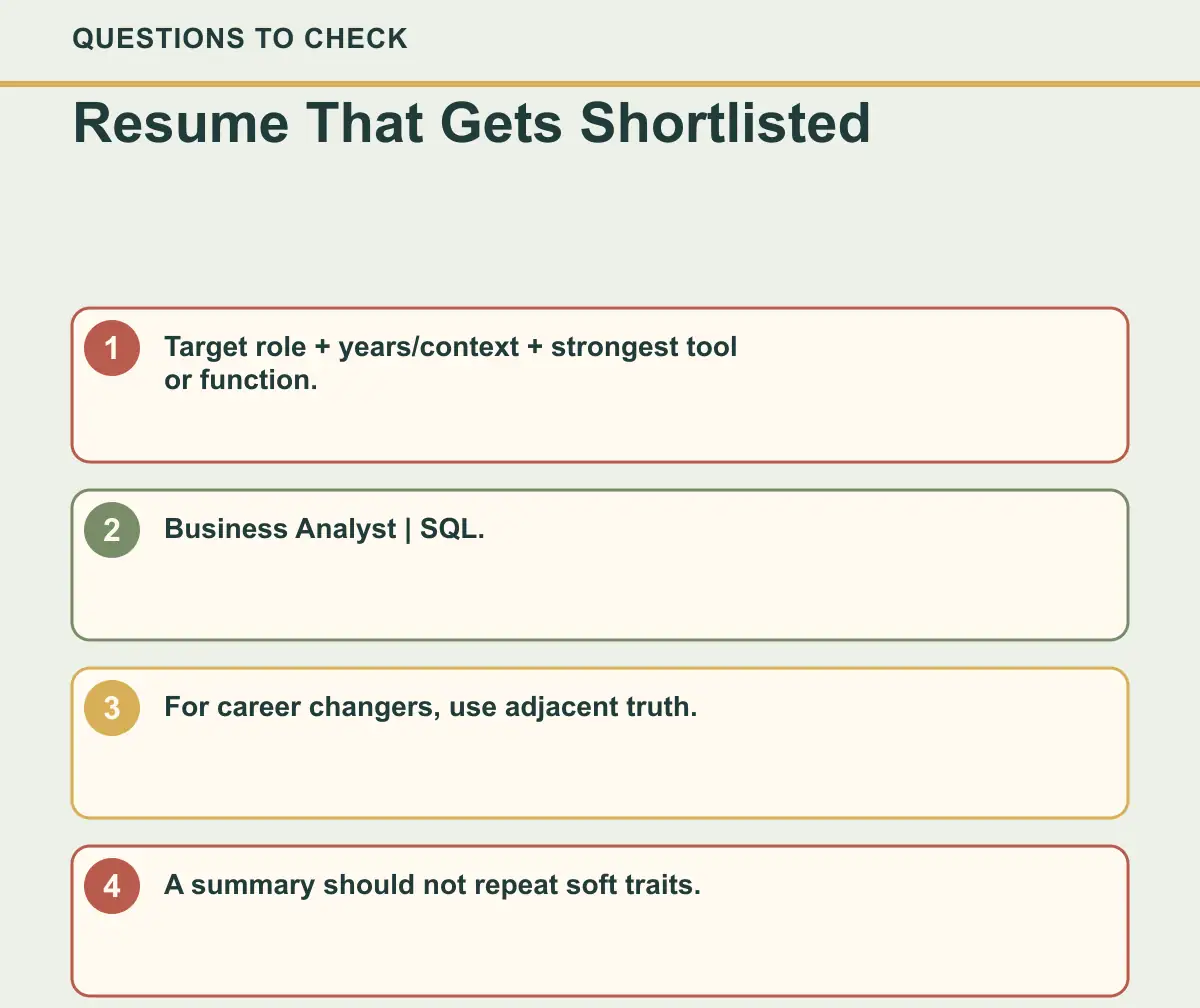 QUESTIONS TO CHECK
Resume That Gets Shortlisted
1
Target role + years/context + strongest tool
or function.
2
Business Analyst | SQL.
3
For career changers, use adjacent truth.
4
A summary should not repeat soft traits.